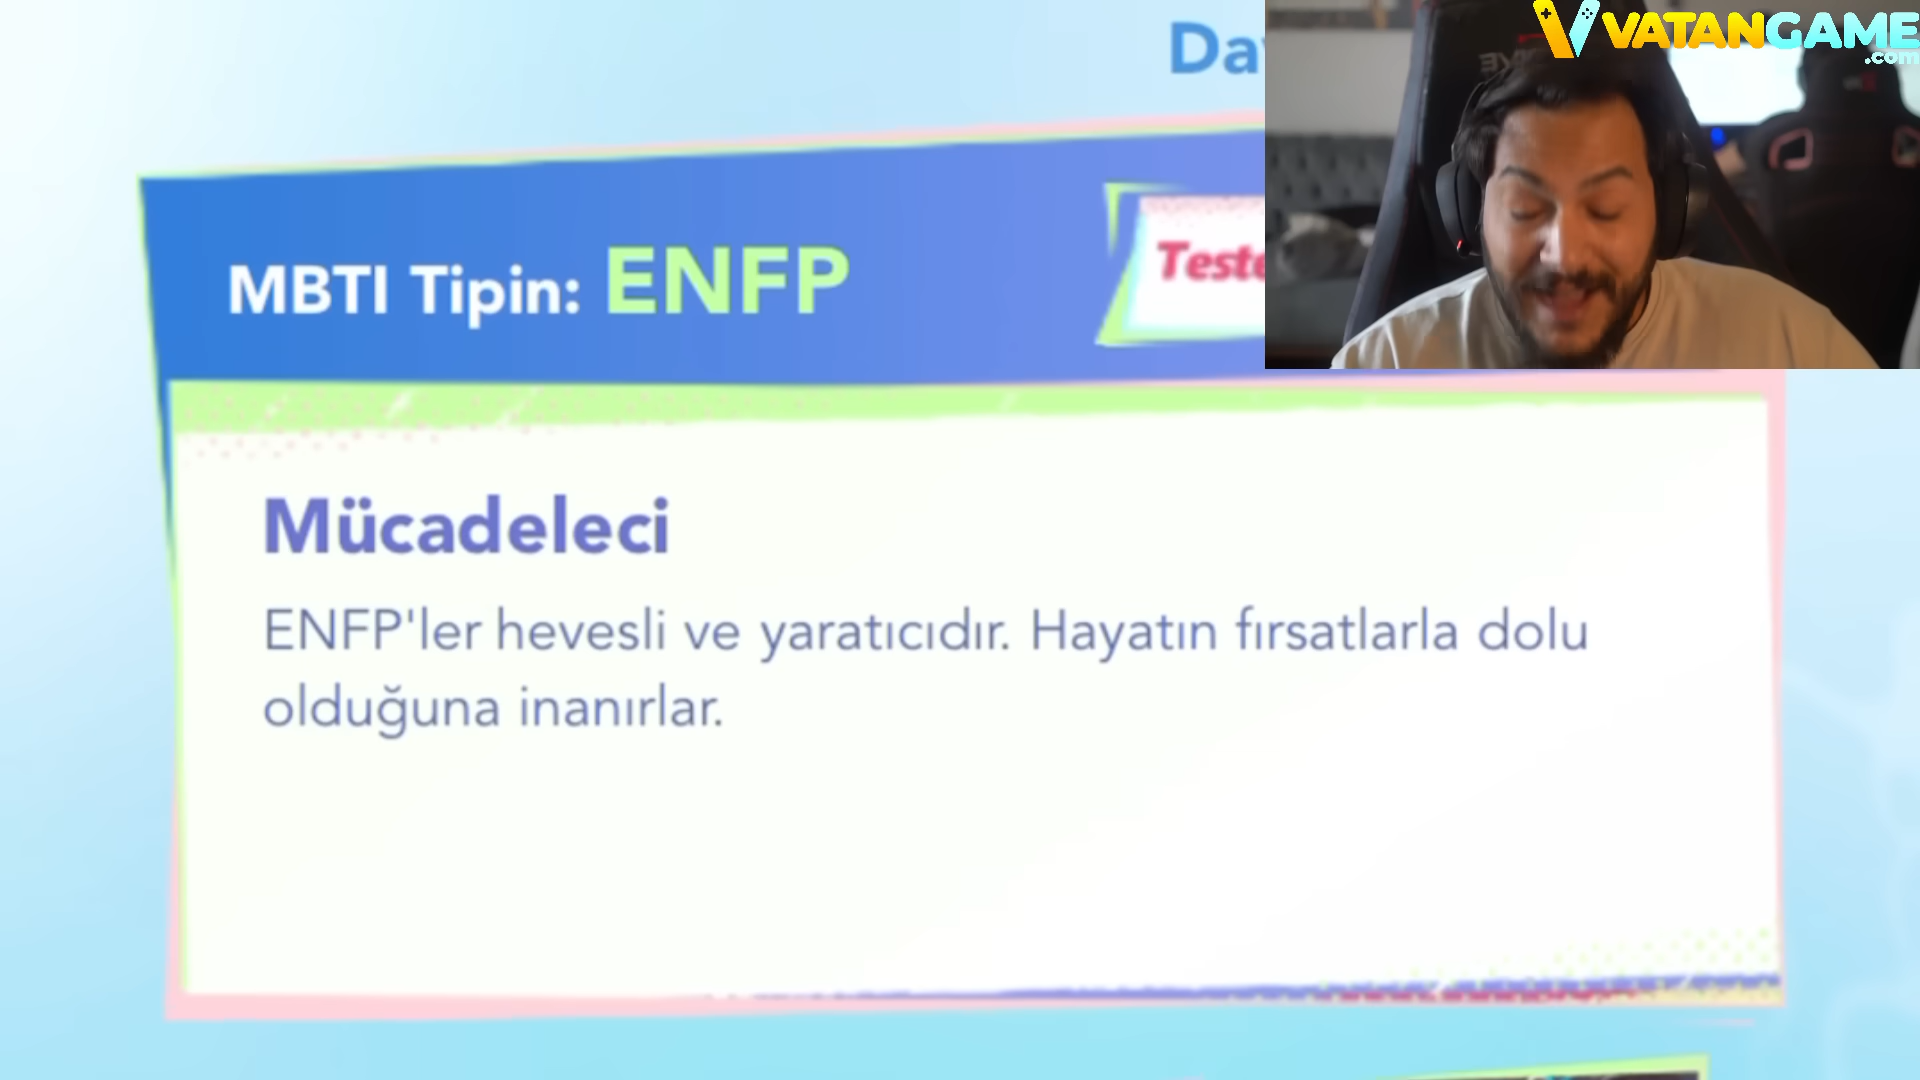 VATANGAME
.com
MBTI Tipin: ENFP
Mücadeleci
ENFP'ler hevesli ve yaratıcıdır. Hayatın fırsatlarla dolu
olduğuna inanırlar.